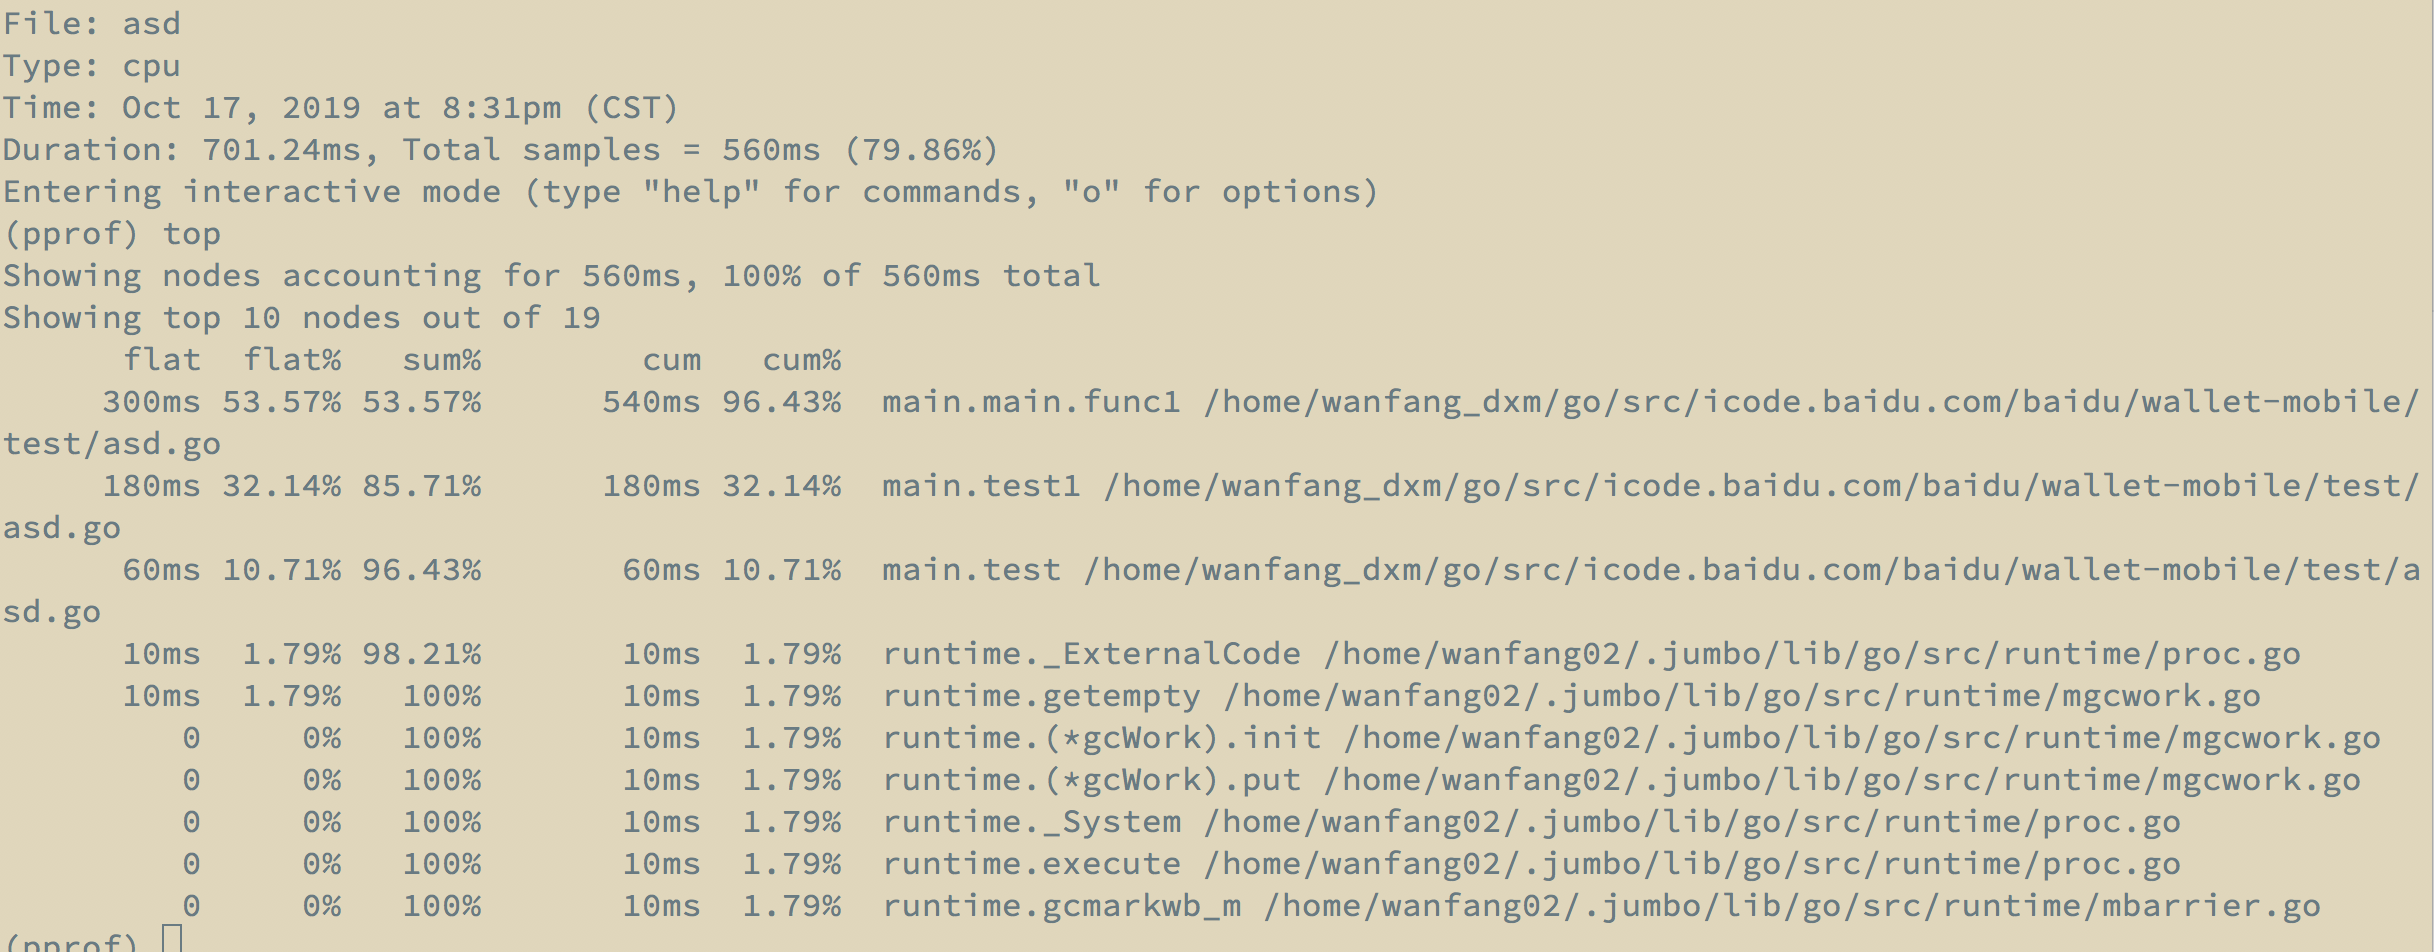 File: asd
Type: cpu
Time: Oct 17, 2019 at 8:31pm (CST)
Duration: 701.24ms, Total samples = 560ms (79.86%)
Entering interactive mode (type "help" for commands, "o" for options)
(pprof) top
Showing nodes accounting for 560ms, 100% of 560ms total
Showing top 10 nodes out of 19
      flat  flat%   sum%        cum   cum%
     300ms 53.57% 53.57%      540ms 96.43%  main.main.func1 /home/wanfang_dxm/go/src/icode.baidu.com/baidu/wallet-mobile/
test/asd.go
     180ms 32.14% 85.71%      180ms 32.14%  main.test1 /home/wanfang_dxm/go/src/icode.baidu.com/baidu/wallet-mobile/test/
asd.go
      60ms 10.71% 96.43%       60ms 10.71%  main.test /home/wanfang_dxm/go/src/icode.baidu.com/baidu/wallet-mobile/test/a
sd.go
      10ms  1.79% 98.21%       10ms  1.79%  runtime._ExternalCode /home/wanfang02/.jumbo/lib/go/src/runtime/proc.go
      10ms  1.79%   100%       10ms  1.79%  runtime.getempty /home/wanfang02/.jumbo/lib/go/src/runtime/mgcwork.go
         0     0%   100%       10ms  1.79%  runtime.(*gcWork).init /home/wanfang02/.jumbo/lib/go/src/runtime/mgcwork.go
         0     0%   100%       10ms  1.79%  runtime.(*gcWork).put /home/wanfang02/.jumbo/lib/go/src/runtime/mgcwork.go
         0     0%   100%       10ms  1.79%  runtime._System /home/wanfang02/.jumbo/lib/go/src/runtime/proc.go
         0     0%   100%       10ms  1.79%  runtime.execute /home/wanfang02/.jumbo/lib/go/src/runtime/proc.go
         0     0%   100%       10ms  1.79%  runtime.gcmarkwb_m /home/wanfang02/.jumbo/lib/go/src/runtime/mbarrier.go
(pprof)